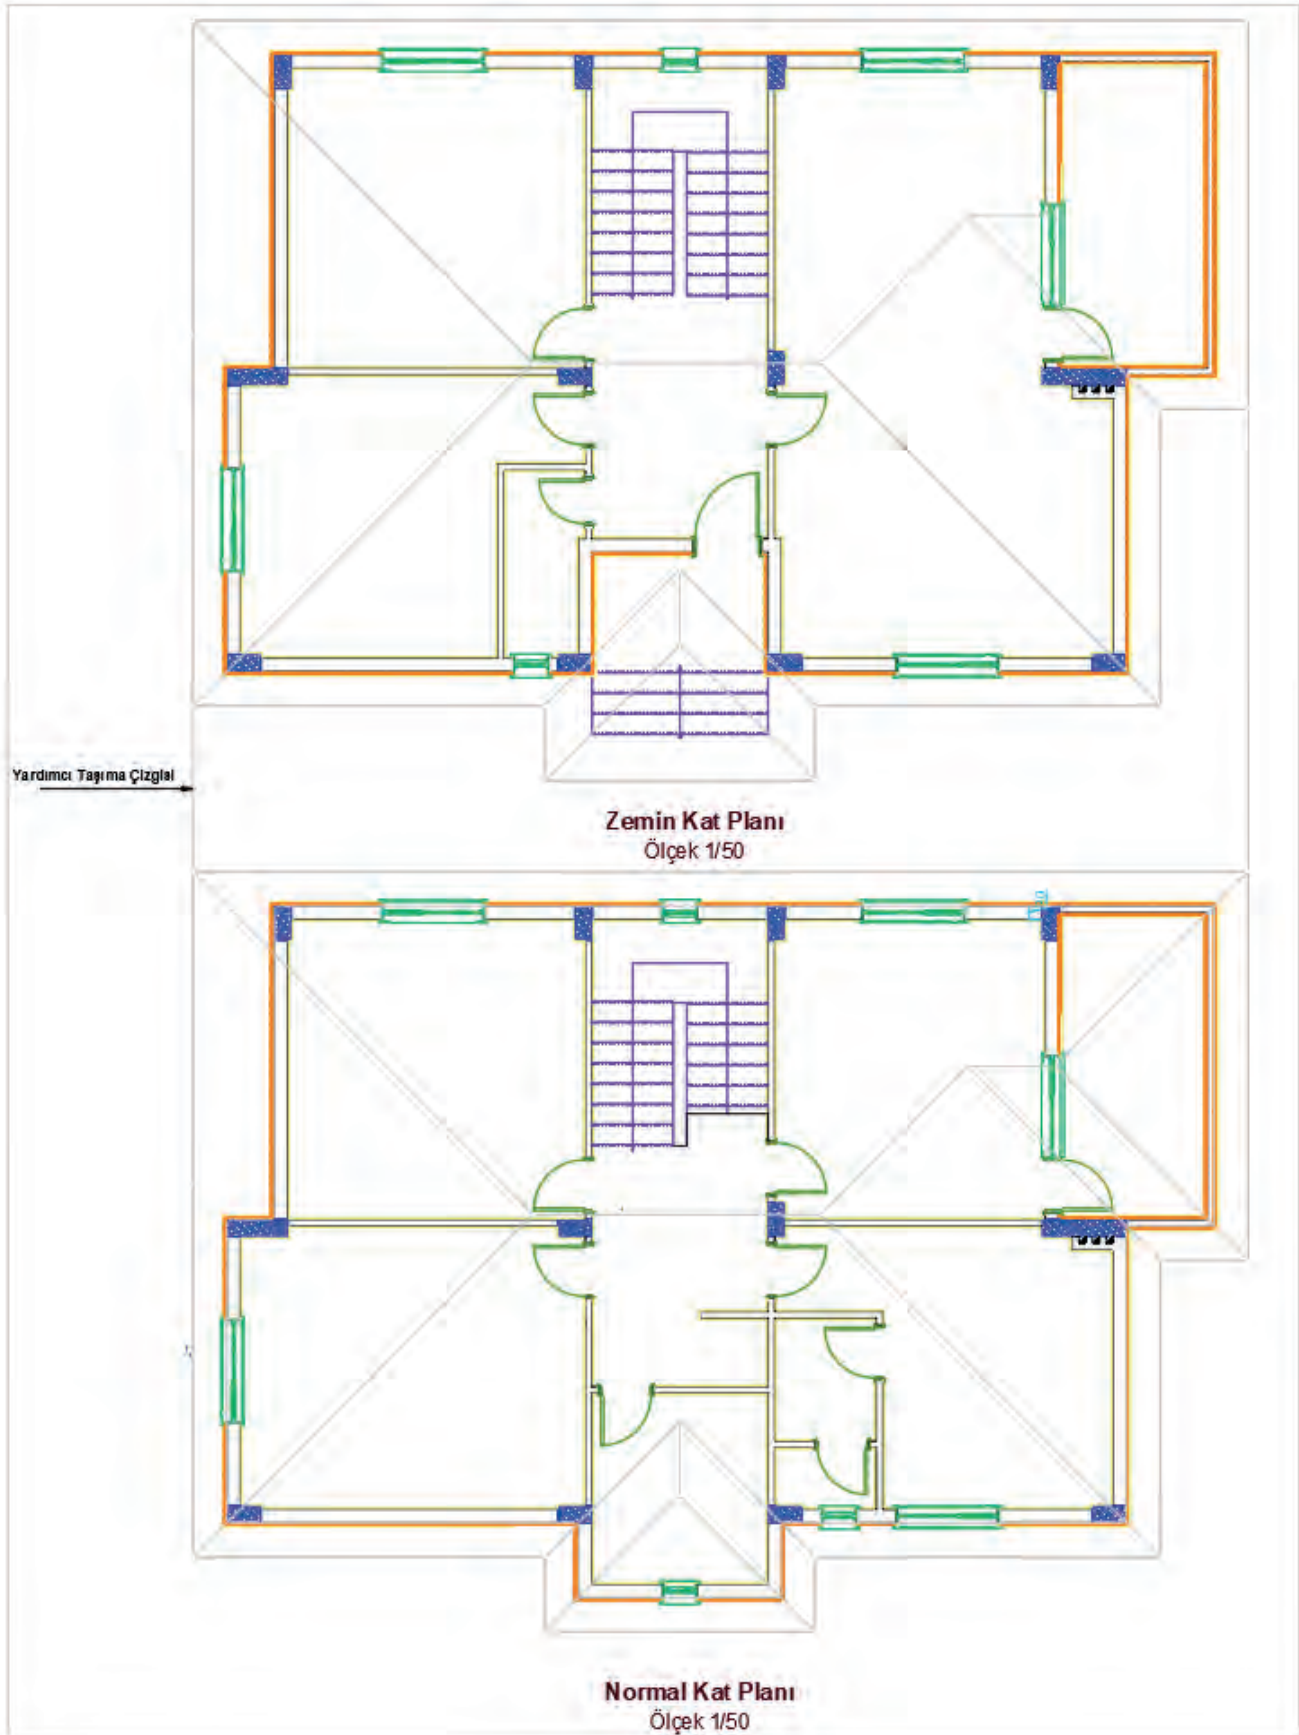 Yardımcı Taşıma Çizgisi
Zemin Kat Planı
Ölçek 1/50
Normal Kat Planı
Ölçek 1/50